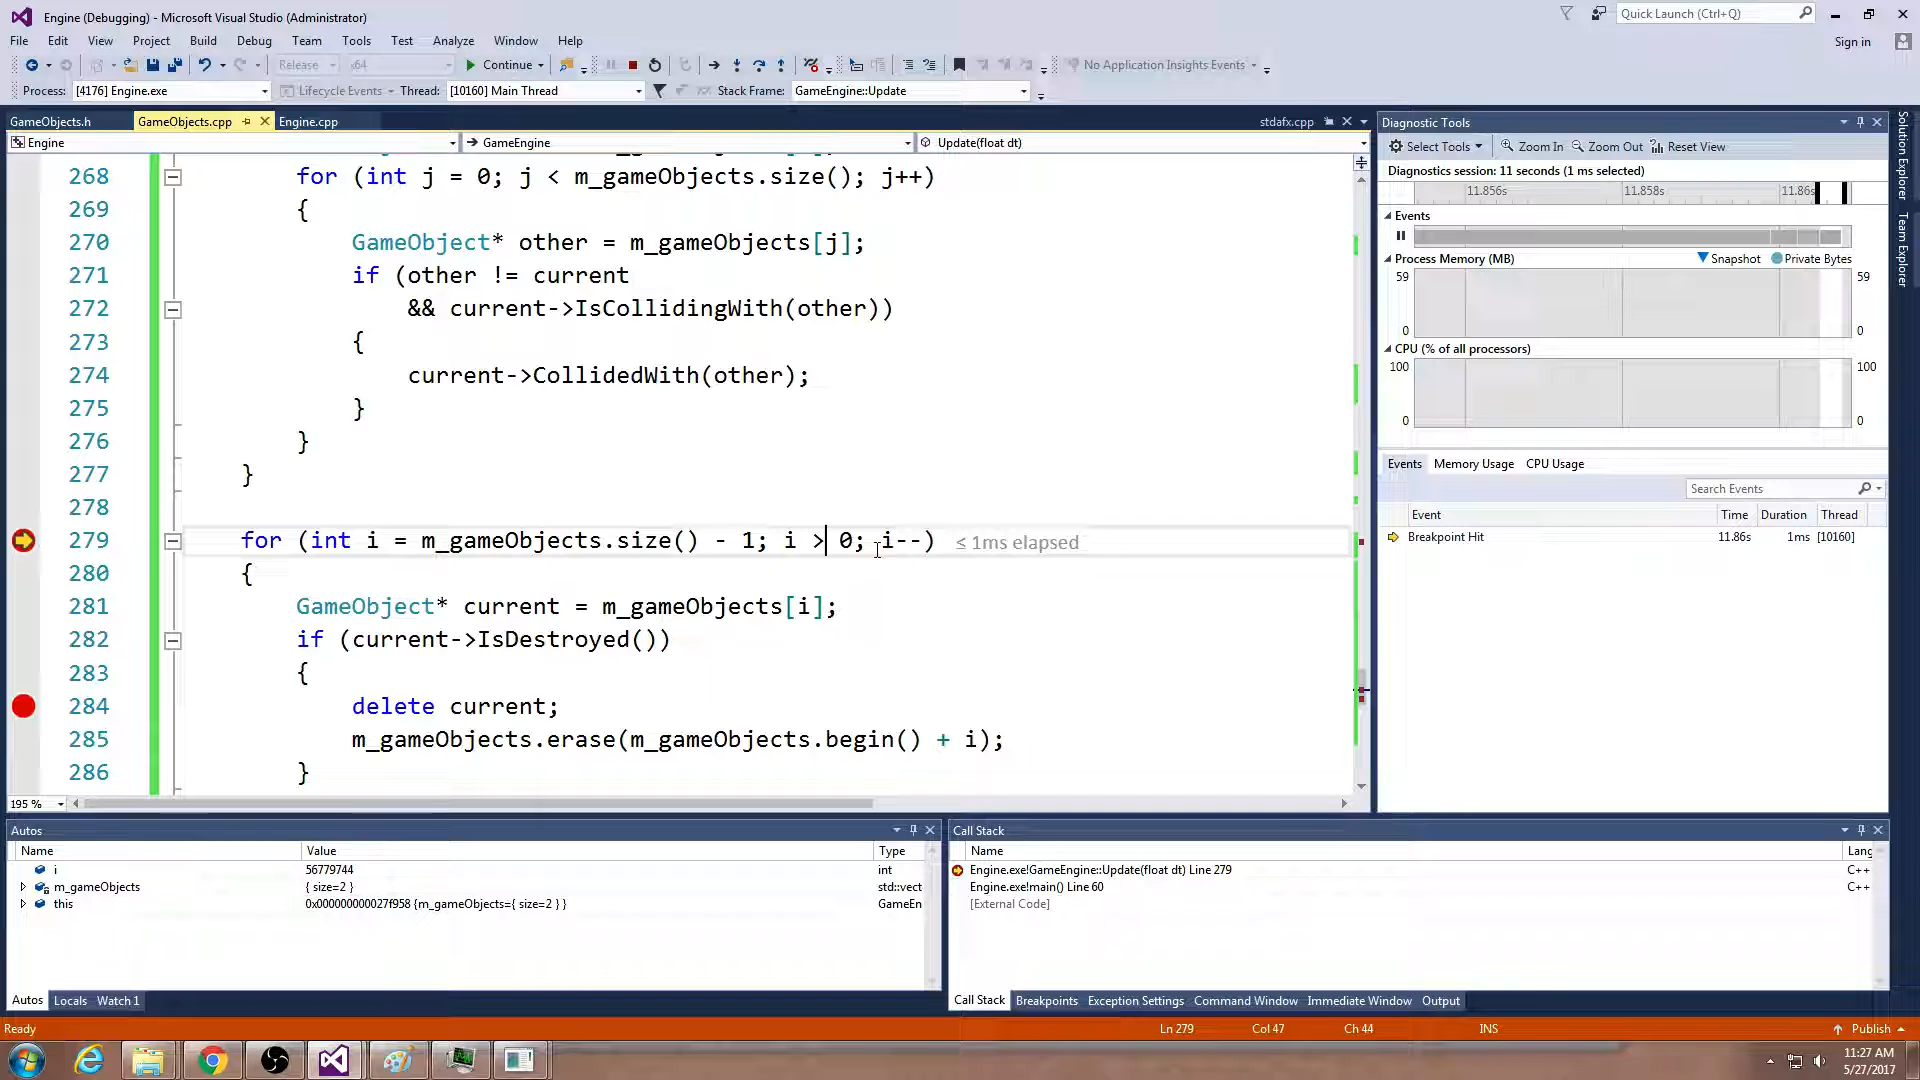 Engine (Debugging) - Microsoft Visual Studio (Administrator)
Quick Launch (Ctrl+Q)
File Edit View Project Build Debug Team Tools Test Analyze Window Help
Sign in
Release x64 Continue No Application Insights Events
Process: [4176] Engine.exe Lifecycle Events Thread: [10160] Main Thread Stack Frame: GameEngine::Update
GameObjects.h GameObjects.cpp Engine.cpp stdafx.cpp
Engine GameEngine Update(float dt)
268 for (int j = 0; j < m_gameObjects.size(); j++)
269 {
270 GameObject* other = m_gameObjects[j];
271 if (other != current
272 && current->IsCollidingWith(other))
273 {
274 current->CollidedWith(other);
275 }
276 }
277 }
278
279 for (int i = m_gameObjects.size() - 1; i > 0; i--) ≤ 1ms elapsed
280 {
281 GameObject* current = m_gameObjects[i];
282 if (current->IsDestroyed())
283 {
284 delete current;
285 m_gameObjects.erase(m_gameObjects.begin() + i);
286 }
195 %
Diagnostic Tools
Select Tools Zoom In Zoom Out Reset View
Diagnostics session: 11 seconds (1 ms selected)
11.856s 11.858s 11.86s
Events
Process Memory (MB) Snapshot Private Bytes
59 59
0 0
CPU (% of all processors)
100 100
0 0
Events Memory Usage CPU Usage
Search Events
Event Time Duration Thread
Breakpoint Hit 11.86s 1ms [10160]
Solution Explorer
Team Explorer
Autos
Name Value Type
i 56779744 int
m_gameObjects { size=2 } std::vect
this 0x000000000027f958 {m_gameObjects={ size=2 } } GameEn
Autos Locals Watch 1
Call Stack
Name Lang
Engine.exe!GameEngine::Update(float dt) Line 279 C++
Engine.exe!main() Line 60 C++
[External Code]
Call Stack Breakpoints Exception Settings Command Window Immediate Window Output
Ready Ln 279 Col 47 Ch 44 INS Publish
11:27 AM
5/27/2017